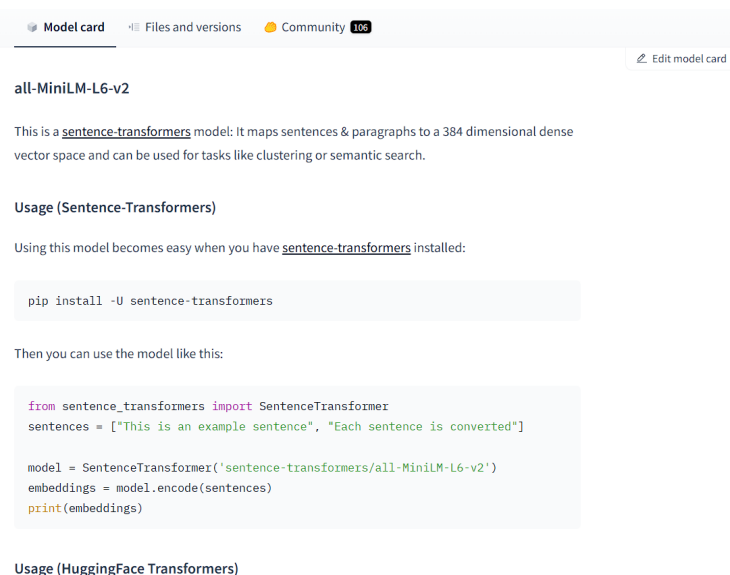 Model card Files and versions Community 106
Edit model card
all-MiniLM-L6-v2
This is a sentence-transformers model: It maps sentences & paragraphs to a 384 dimensional dense
vector space and can be used for tasks like clustering or semantic search.
Usage (Sentence-Transformers)
Using this model becomes easy when you have sentence-transformers installed:
pip install -U sentence-transformers
Then you can use the model like this:
from sentence_transformers import SentenceTransformer
sentences = ["This is an example sentence", "Each sentence is converted"]
model = SentenceTransformer('sentence-transformers/all-MiniLM-L6-v2')
embeddings = model.encode(sentences)
print(embeddings)
Usage (HuggingFace Transformers)